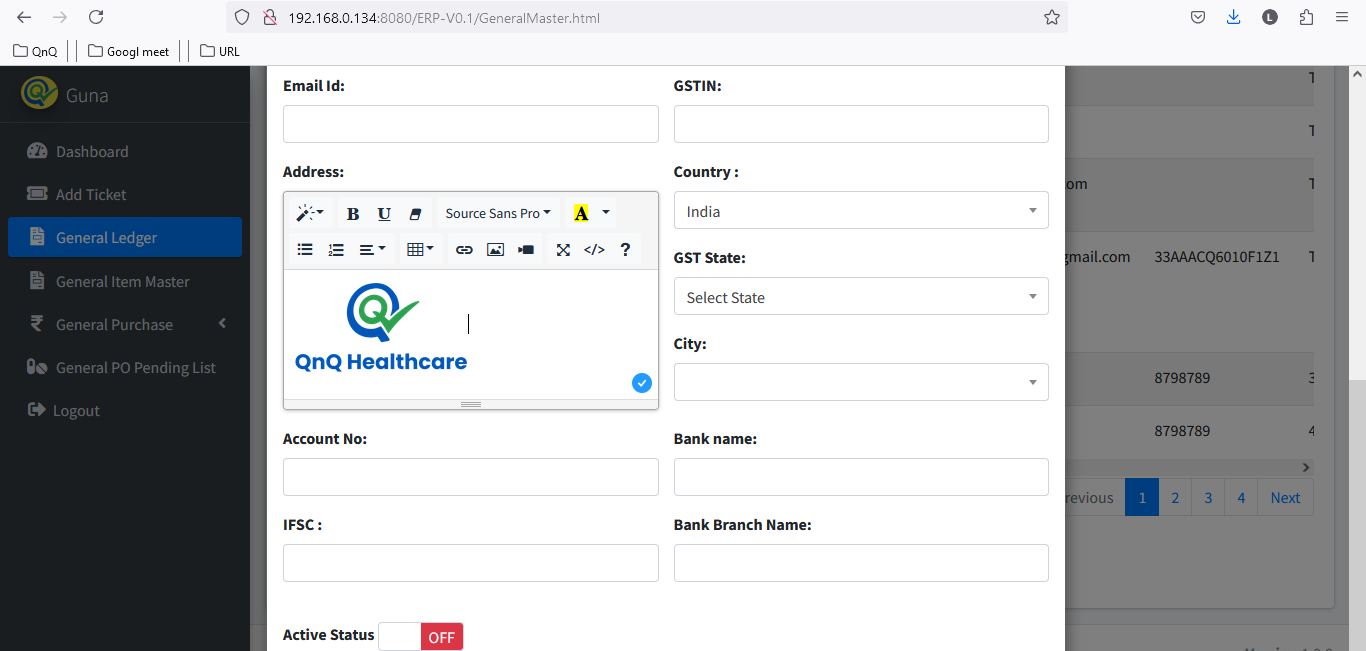 192.168.0.134:8080/ERP-V0.1/GeneralMaster.html
L
QnQ
Googl meet
URL
Guna
Dashboard
Add Ticket
General Ledger
General Item Master
General Purchase
General PO Pending List
Logout
Email Id:
GSTIN:
Address:
Country :
B U Source Sans Pro A
India
</> ?
GST State:
Select State
QnQ Healthcare
City:
Account No:
Bank name:
IFSC :
Bank Branch Name:
Active Status OFF
om
gmail.com 33AAACQ6010F1Z1
8798789 3
8798789 4
revious 1 2 3 4 Next